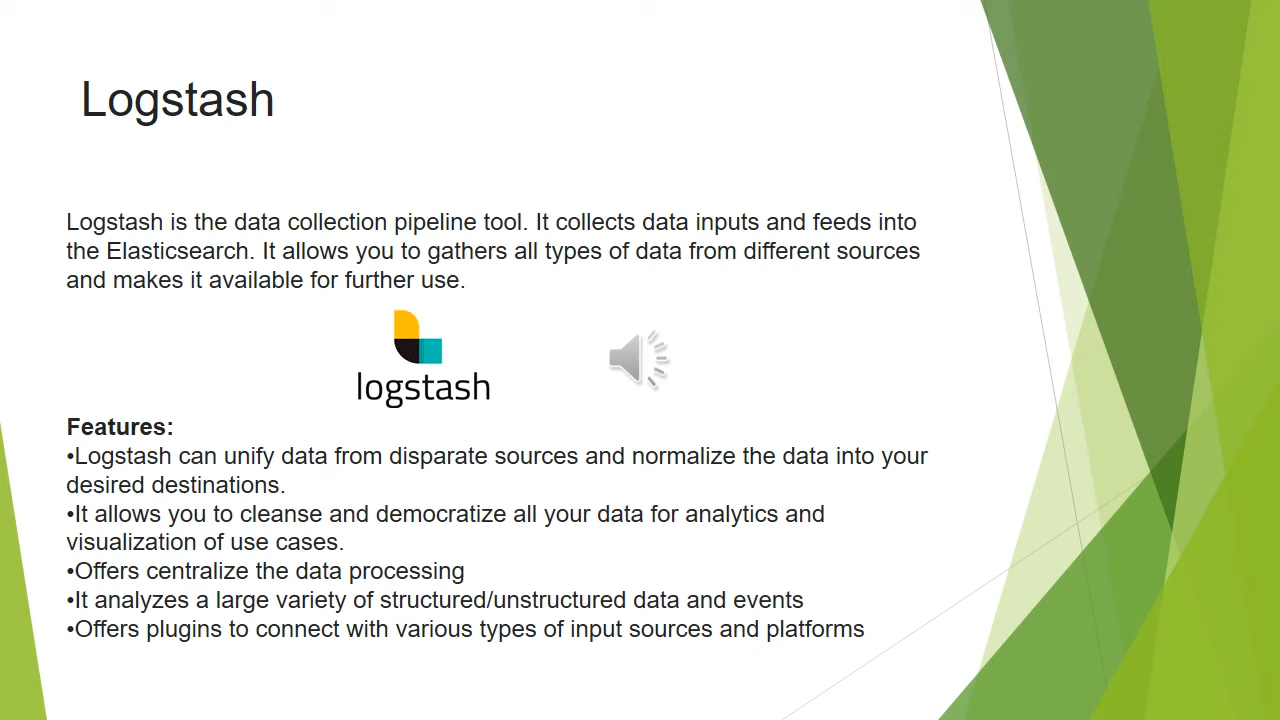 Logstash
Logstash is the data collection pipeline tool. It collects data inputs and feeds into
the Elasticsearch. It allows you to gathers all types of data from different sources
and makes it available for further use.
logstash
Features:
•Logstash can unify data from disparate sources and normalize the data into your
desired destinations.
•It allows you to cleanse and democratize all your data for analytics and
visualization of use cases.
•Offers centralize the data processing
•It analyzes a large variety of structured/unstructured data and events
•Offers plugins to connect with various types of input sources and platforms